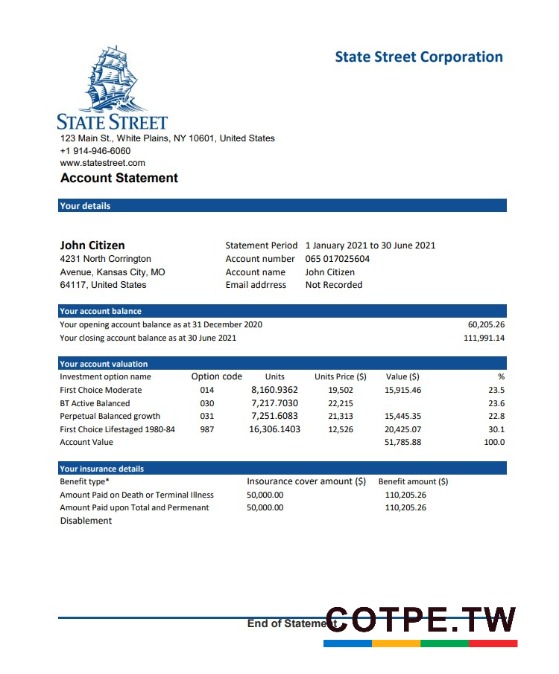 State Street Corporation
STATE STREET
123 Main St., White Plains, NY 10601, United States
+1 914-946-6060
www.statestreet.com
Account Statement
Your details
John Citizen
4231 North Corrington
Avenue, Kansas City, MO
64117, United States
Statement Period 1 January 2021 to 30 June 2021
Account number 065 017025604
Account name John Citizen
Email addrress Not Recorded
Your account balance
Your opening account balance as at 31 December 2020 60,205.26
Your closing account balance as at 30 June 2021 111,991.14
Your account valuation
Investment option name Option code Units Units Price ($) Value ($) %
First Choice Moderate 014 8,160.9362 19,502 15,915.46 23.5
BT Active Balanced 030 7,217.7030 22,215 23.6
Perpetual Balanced growth 031 7,251.6083 21,313 15,445.35 22.8
First Choice Lifestaged 1980-84 987 16,306.1403 12,526 20,425.07 30.1
Account Value 51,785.88 100.0
Your insurance details
Benefit type* Insourance cover amount ($) Benefit amount ($)
Amount Paid on Death or Terminal Illness 50,000.00 110,205.26
Amount Paid upon Total and Permenant 50,000.00 110,205.26
Disablement
End of Statement
COTPE.TW